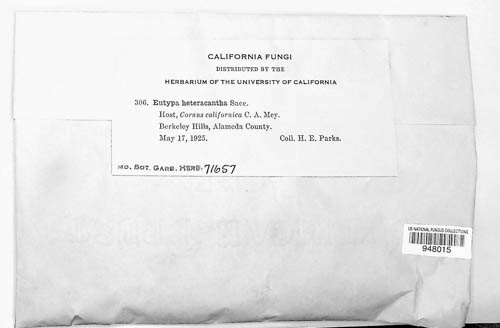 CALIFORNIA FUNGI
DISTRIBUTED BY THE
HERBARIUM OF THE UNIVERSITY OF CALIFORNIA
306. Eutypa heteracantha Sacc.
Host, Cornus californica C. A. Mey.
Berkeley Hills, Alameda County.
May 17, 1925. Coll. H. E. Parks.
MO. BOT. GARD. HERB. 71657
US NATIONAL FUNGUS COLLECTIONS
948015